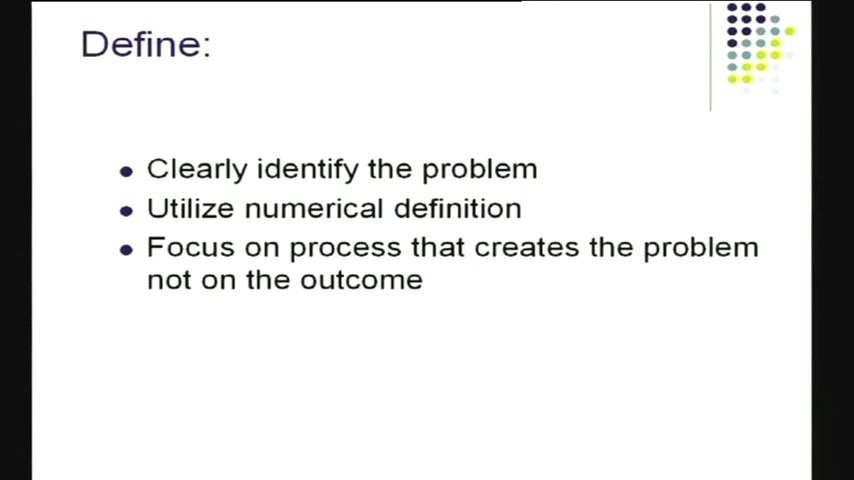 Define:
Clearly identify the problem
Utilize numerical definition
Focus on process that creates the problem
not on the outcome